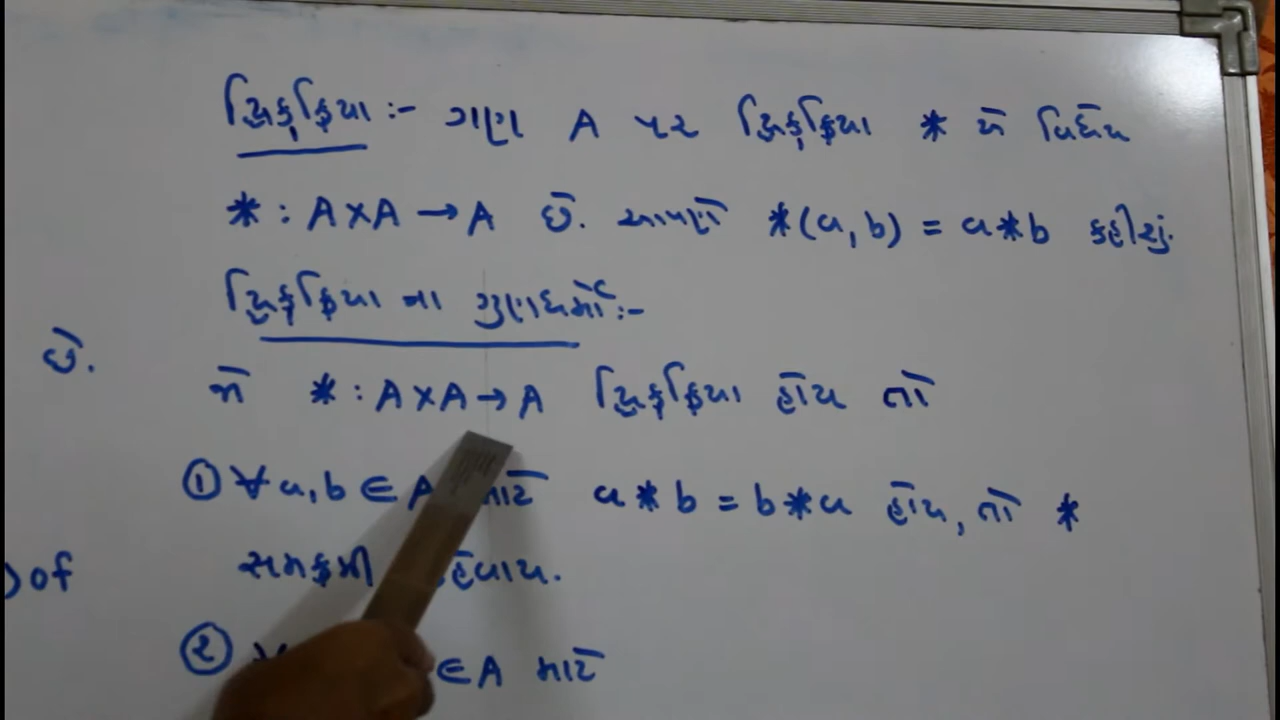 દ્વિક્ક્રિયા :- ગણ A પર દ્વિક્ક્રિયા * એ વિધેય
* : A×A → A છે. આપણે *(a, b) = a*b કહીશું.
દ્વિક્ક્રિયા ના ગુણધર્મો :-
છે.
જો * : A×A → A દ્વિક્ક્રિયા હોય તો
① ∀a, b ∈ A માટે a * b = b * a હોય, તો *
of
સમક્રમી કહેવાય.
② ∈ A માટે